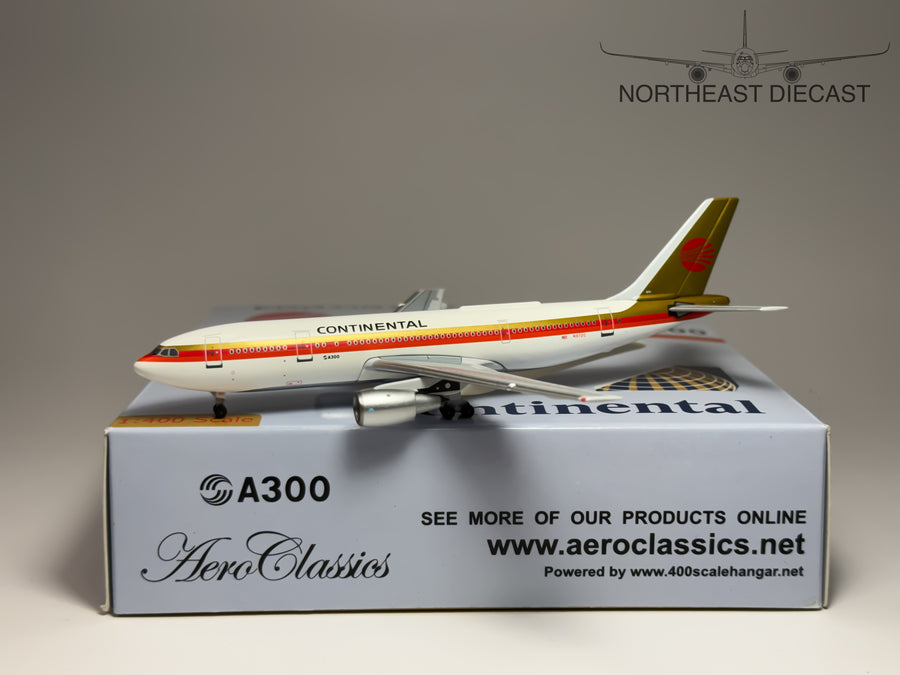 NORTHEAST DIECAST
CONTINENTAL
A300
1:400 Scale
Continental
A300
AeroClassics
SEE MORE OF OUR PRODUCTS ONLINE
www.aeroclassics.net
Powered by www.400scalehangar.net